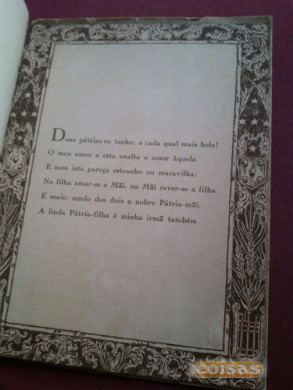 Duas pátrias eu tenho: a cada qual mais bela!
O meu amor a esta exalta o amor àquela.
E nem isto pareça estranho ou maravilha:
Na filha amor-se a Mãi, na Mãi rever-se a filha
E mais: sendo dos dois a nobre Pátria-mãi,
A linda Pátria-filha é minha irmã também
coisas